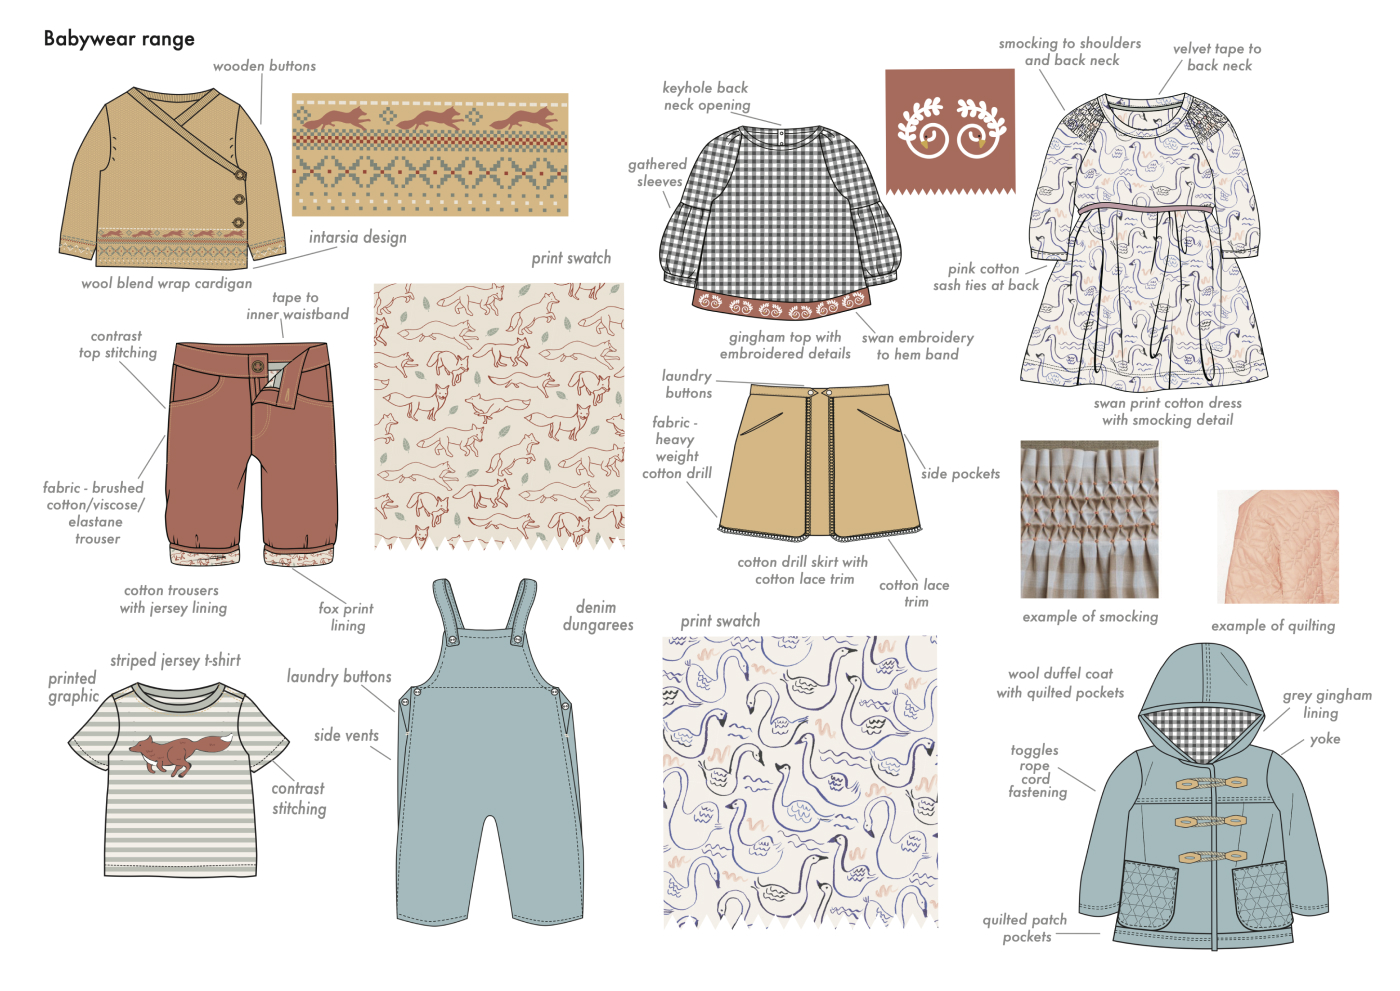 Babywear range
wooden buttons
intarsia design
wool blend wrap cardigan
print swatch
tape to
inner waistband
contrast
top stitching
fabric - brushed
cotton/viscose/
elastane
trouser
cotton trousers
with jersey lining
fox print
lining
striped jersey t-shirt
printed
graphic
contrast
stitching
denim
dungarees
laundry buttons
side vents
keyhole back
neck opening
gathered
sleeves
gingham top with
embroidered details
swan embroidery
to hem band
laundry
buttons
fabric -
heavy
weight
cotton drill
side pockets
cotton drill skirt with
cotton lace trim
cotton lace
trim
print swatch
smocking to shoulders
and back neck
velvet tape to
back neck
pink cotton
sash ties at back
swan print cotton dress
with smocking detail
example of smocking
example of quilting
wool duffel coat
with quilted pockets
grey gingham
lining
yoke
toggles
rope
cord
fastening
quilted patch
pockets